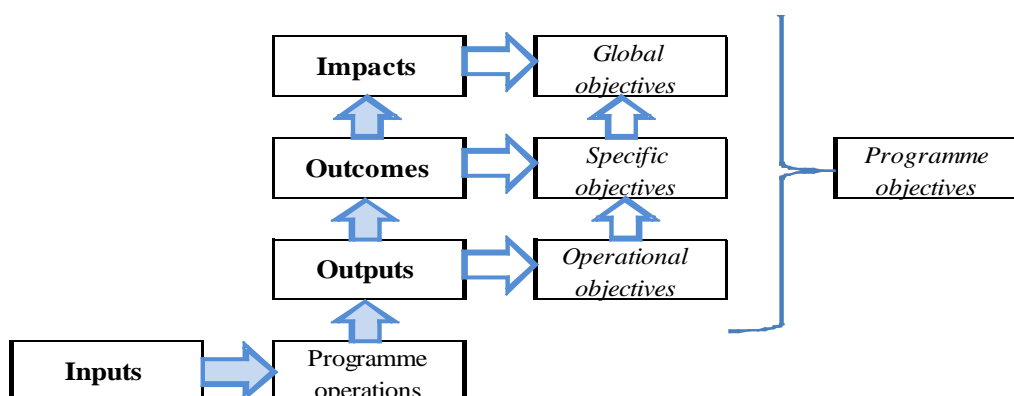 Impacts
Global
objectives
Outcomes
Specific
objectives
Programme
objectives
Outputs
Operational
objectives
Inputs
Programme
operations